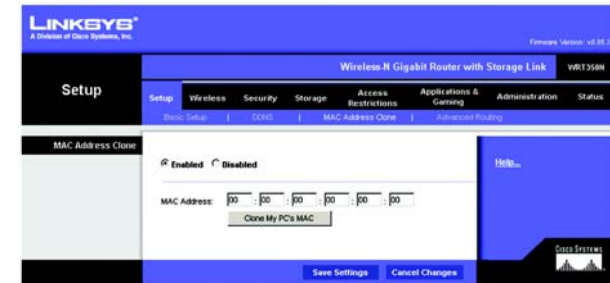 LINKSYS®
A Division of Cisco Systems, Inc.
Firmware Version: v0.95.3
Wireless-N Gigabit Router with Storage Link WRT350N
Setup
Setup Wireless Security Storage Access Restrictions Applications & Gaming Administration Status
Basic Setup | DDNS | MAC Address Clone | Advanced Routing
MAC Address Clone
Enabled Disabled
Help...
MAC Address: 00 : 00 : 00 : 00 : 00 : 00
Clone My PC's MAC
CISCO SYSTEMS
Save Settings Cancel Changes